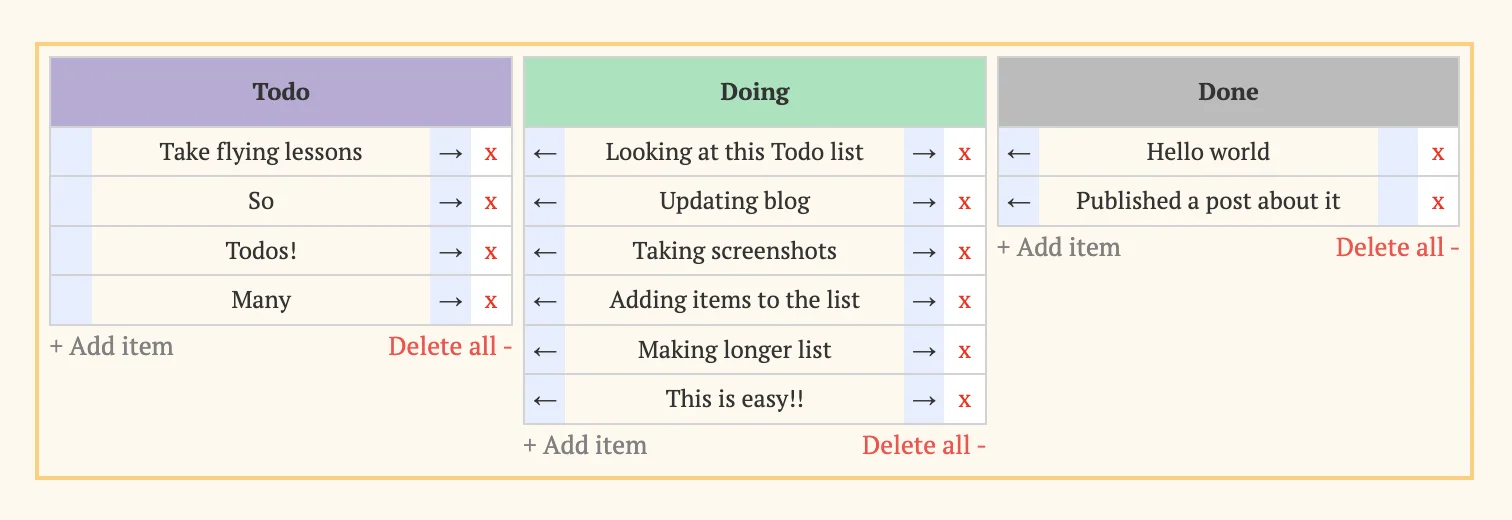 Todo
Take flying lessons → x
So → x
Todos! → x
Many → x
+ Add item Delete all -
Doing
← Looking at this Todo list → x
← Updating blog → x
← Taking screenshots → x
← Adding items to the list → x
← Making longer list → x
← This is easy!! → x
+ Add item Delete all -
Done
← Hello world x
← Published a post about it x
+ Add item Delete all -